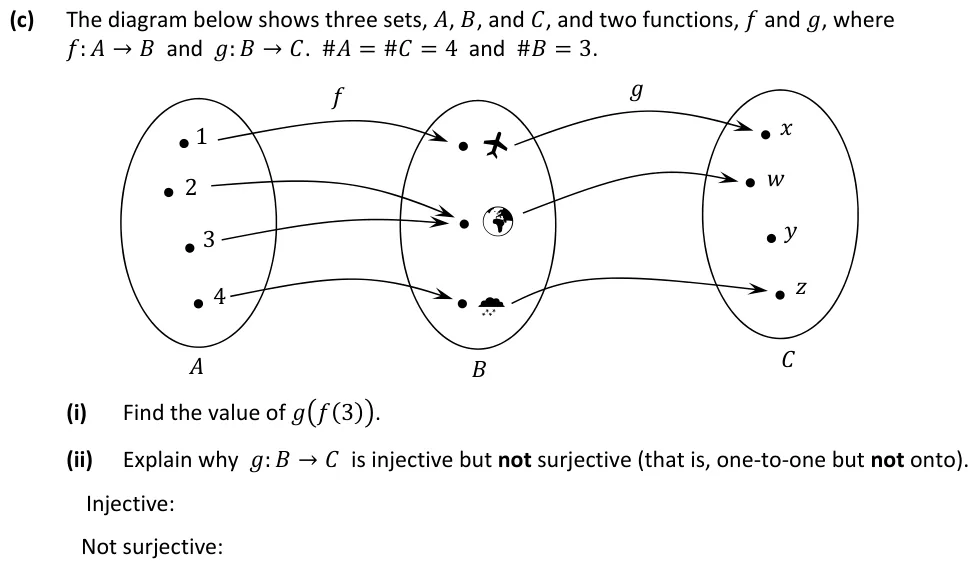 (c) The diagram below shows three sets, A, B, and C, and two functions, f and g, where
f: A → B and g: B → C. #A = #C = 4 and #B = 3.
f
g
1
x
2
w
3
y
4
z
A
B
C
(i) Find the value of g(f(3)).
(ii) Explain why g: B → C is injective but not surjective (that is, one-to-one but not onto).
Injective:
Not surjective: